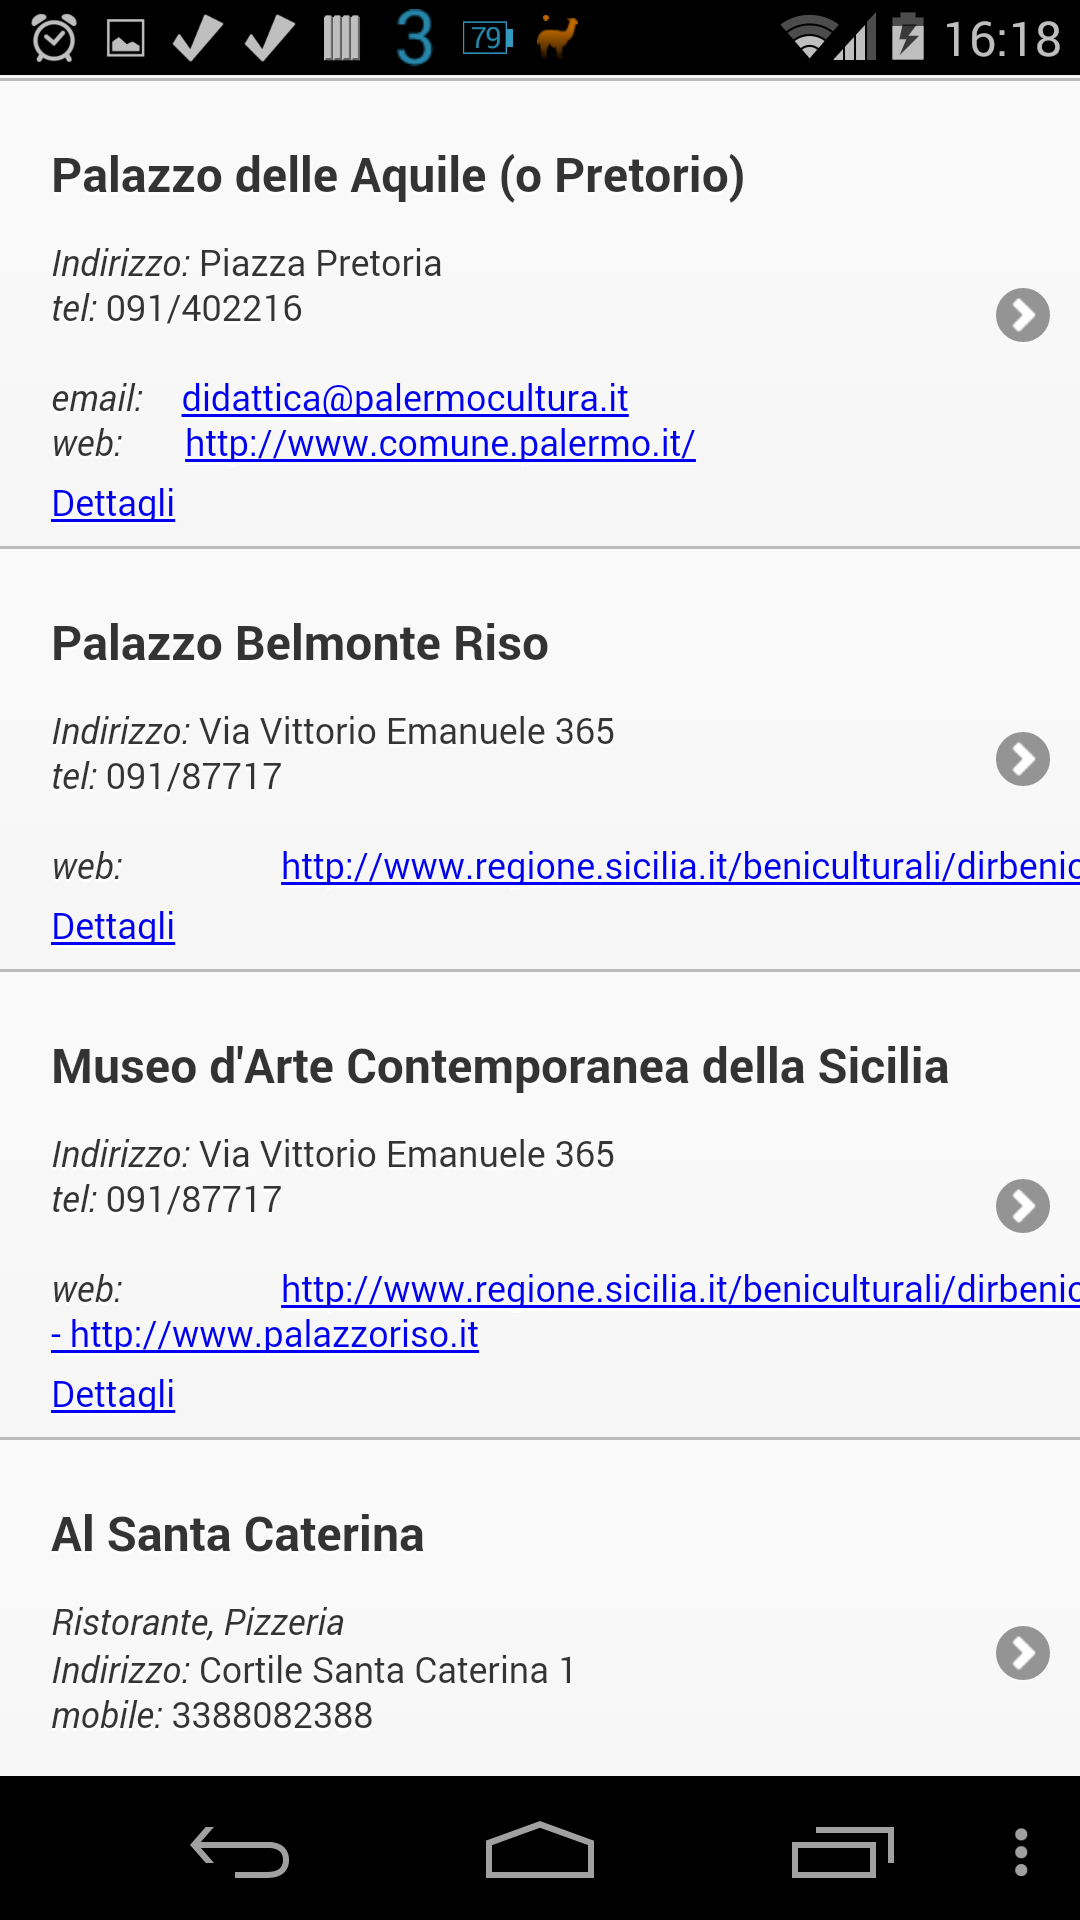 3 79 16:18
Palazzo delle Aquile (o Pretorio)
Indirizzo: Piazza Pretoria
tel: 091/402216
email: didattica@palermocultura.it
web: http://www.comune.palermo.it/
Dettagli
Palazzo Belmonte Riso
Indirizzo: Via Vittorio Emanuele 365
tel: 091/87717
web: http://www.regione.sicilia.it/beniculturali/dirbenic
Dettagli
Museo d'Arte Contemporanea della Sicilia
Indirizzo: Via Vittorio Emanuele 365
tel: 091/87717
web: http://www.regione.sicilia.it/beniculturali/dirbenic
- http://www.palazzoriso.it
Dettagli
Al Santa Caterina
Ristorante, Pizzeria
Indirizzo: Cortile Santa Caterina 1
mobile: 3388082388